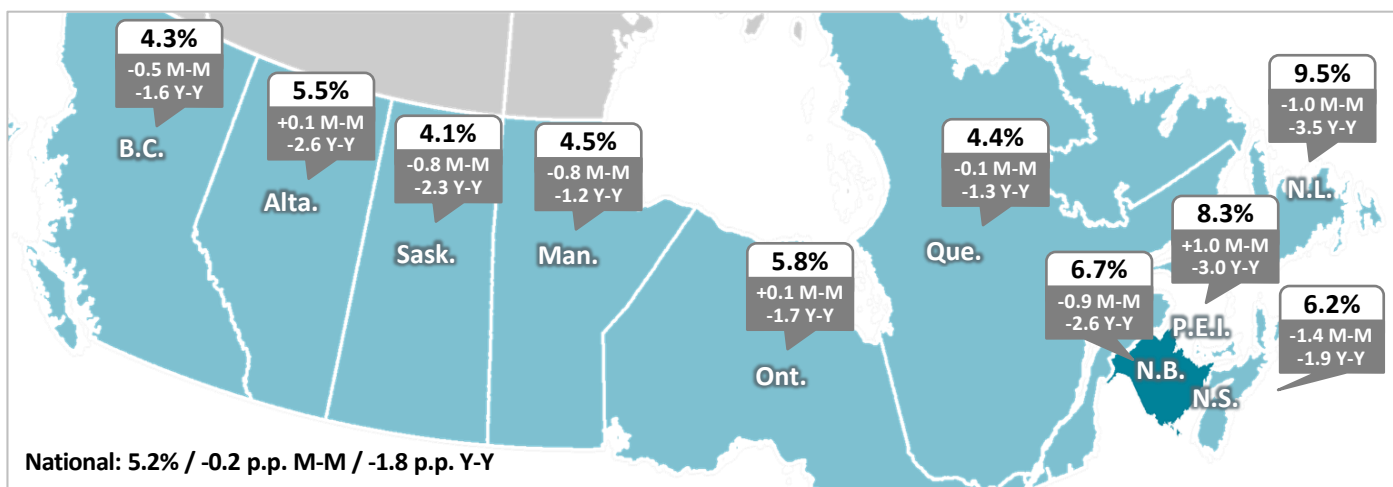 4.3%
-0.5 M-M
-1.6 Y-Y
B.C.
5.5%
+0.1 M-M
-2.6 Y-Y
Alta.
4.1%
-0.8 M-M
-2.3 Y-Y
Sask.
4.5%
-0.8 M-M
-1.2 Y-Y
Man.
5.8%
+0.1 M-M
-1.7 Y-Y
Ont.
4.4%
-0.1 M-M
-1.3 Y-Y
Que.
6.7%
-0.9 M-M
-2.6 Y-Y
N.B.
8.3%
+1.0 M-M
-3.0 Y-Y
P.E.I.
9.5%
-1.0 M-M
-3.5 Y-Y
N.L.
6.2%
-1.4 M-M
-1.9 Y-Y
N.S.
National: 5.2% / -0.2 p.p. M-M / -1.8 p.p. Y-Y